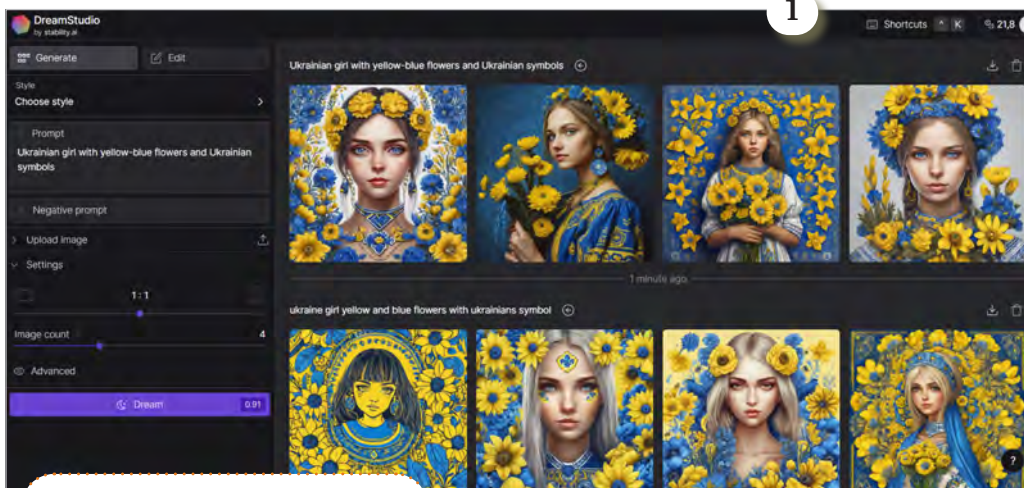 1
DreamStudio
by stability.ai
Shortcuts ^ K 21,8
Generate Edit
Style
Choose style
Prompt
Ukrainian girl with yellow-blue flowers and Ukrainian
symbols
Negative prompt
Upload image
Settings
1:1
Image count 4
Advanced
Dream 0.91
Ukrainian girl with yellow-blue flowers and Ukrainian symbols
1 minute ago
ukraine girl yellow and blue flowers with ukrainians symbol
?